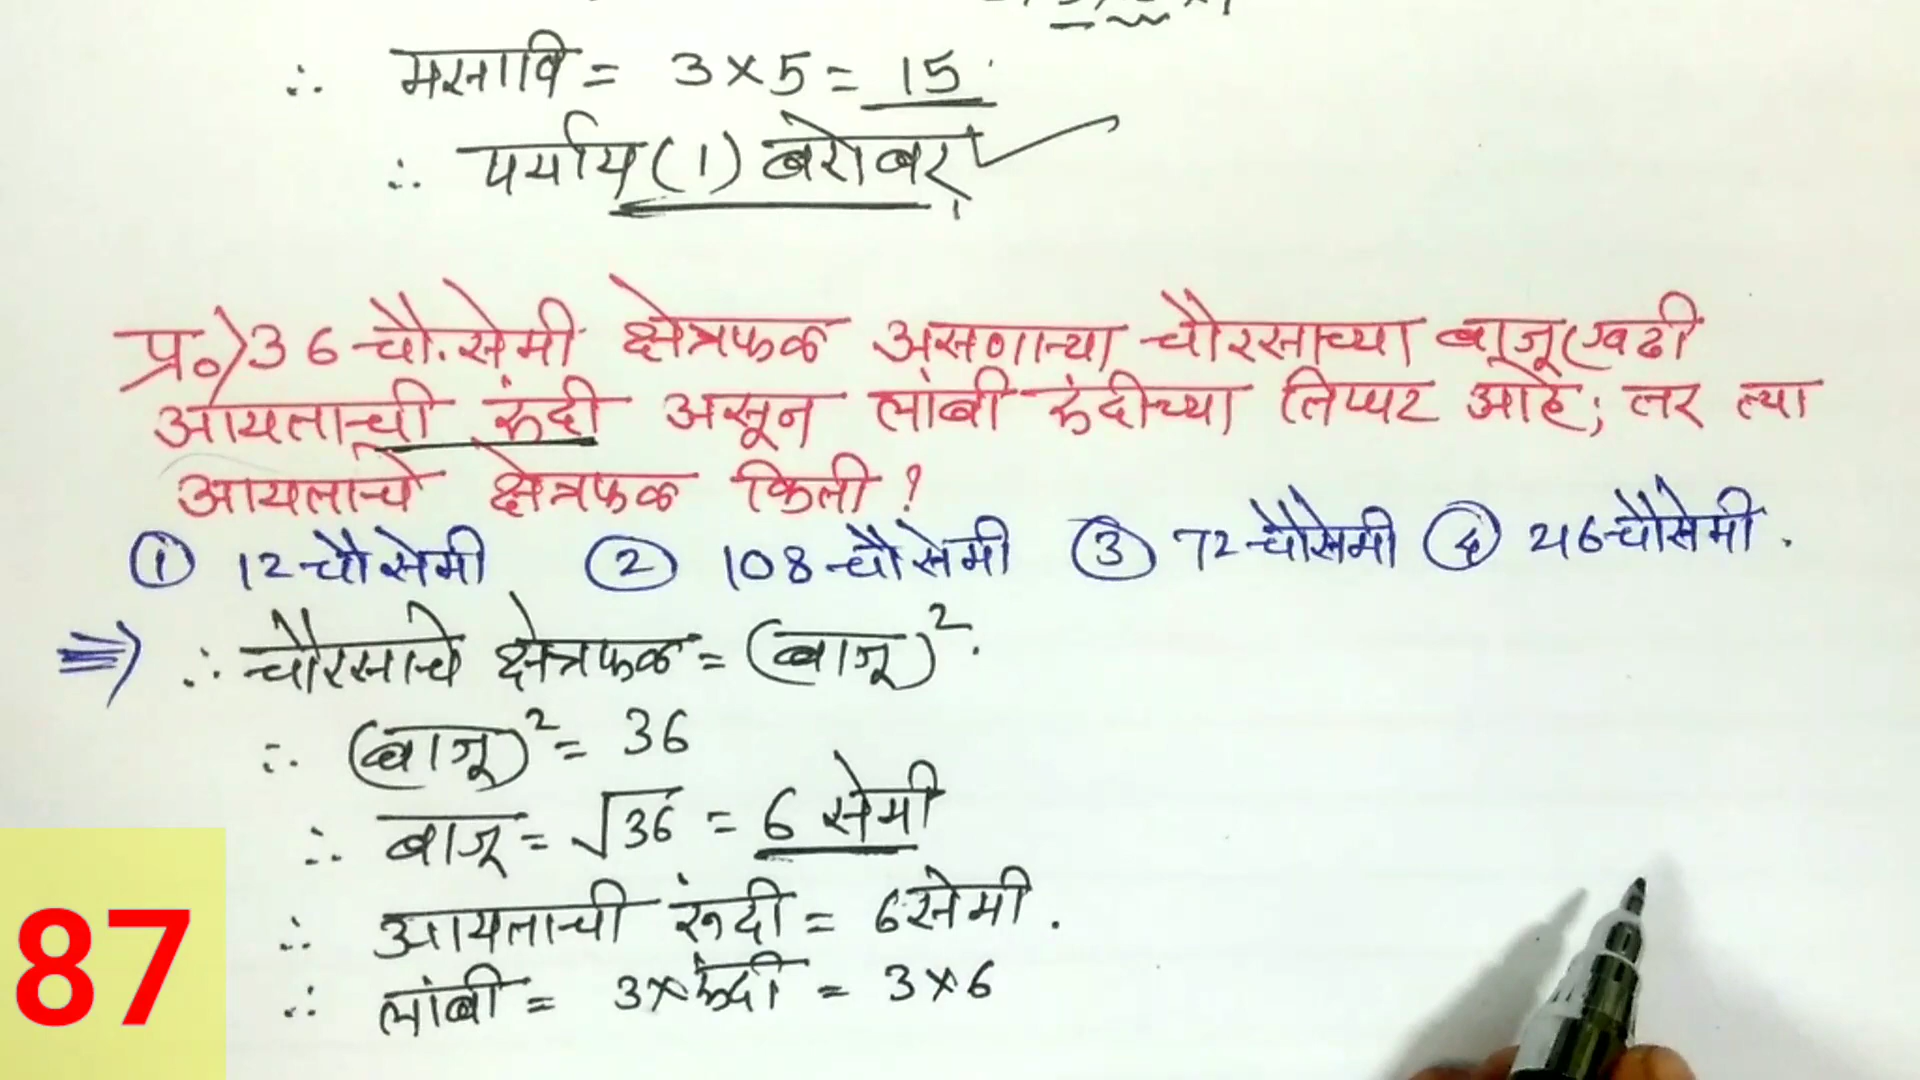 ∴ मसावि = 3×5 = 15
∴ पर्याय (1) बरोबर
प्र.) 36 चौ.सेमी क्षेत्रफळ असणाऱ्या चौरसाच्या बाजूएवढी
आयताची रुंदी असून लांबी रुंदीच्या तिप्पट आहे; तर त्या
आयताचे क्षेत्रफळ किती?
① 12 चौसेमी ② 108 चौसेमी ③ 72 चौसेमी ④ 216 चौसेमी.
⇒ ∴ चौरसाचे क्षेत्रफळ = (बाजू)².
∴ (बाजू)² = 36
∴ बाजू = √36 = 6 सेमी
∴ आयताची रुंदी = 6 सेमी.
∴ लांबी = 3×रुंदी = 3×6
87